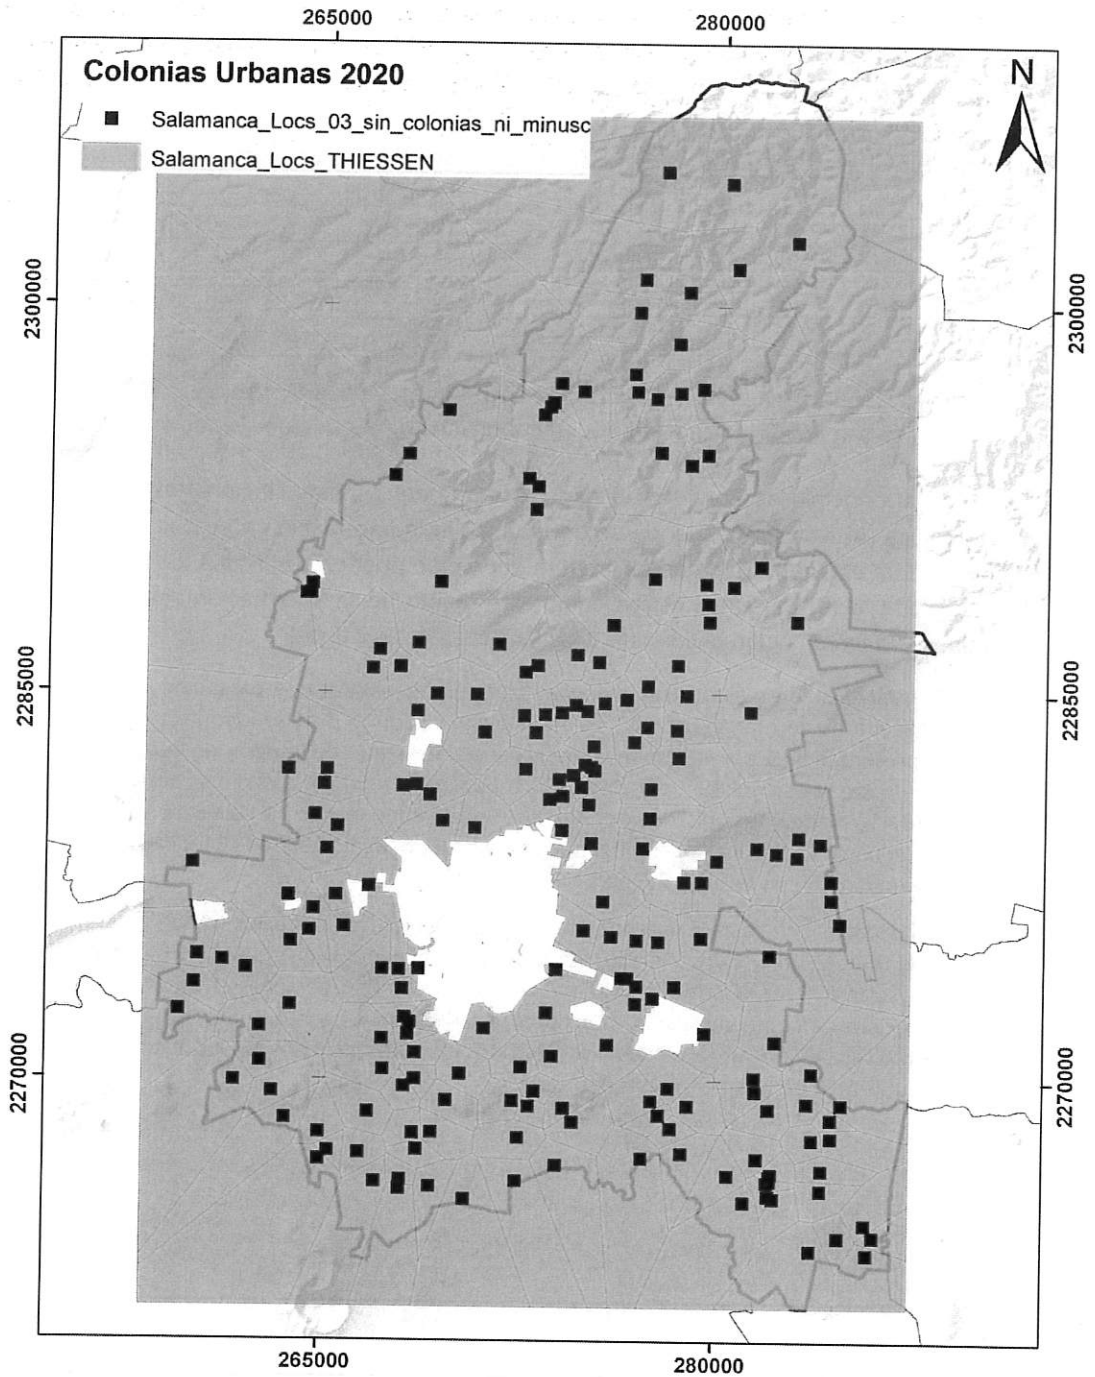 265000
280000
Colonias Urbanas 2020
N
Salamanca_Locs_03_sin_colonias_ni_minusc
Salamanca_Locs_THIESSEN
2300000
2300000
2285000
2285000
2270000
2270000
265000
280000